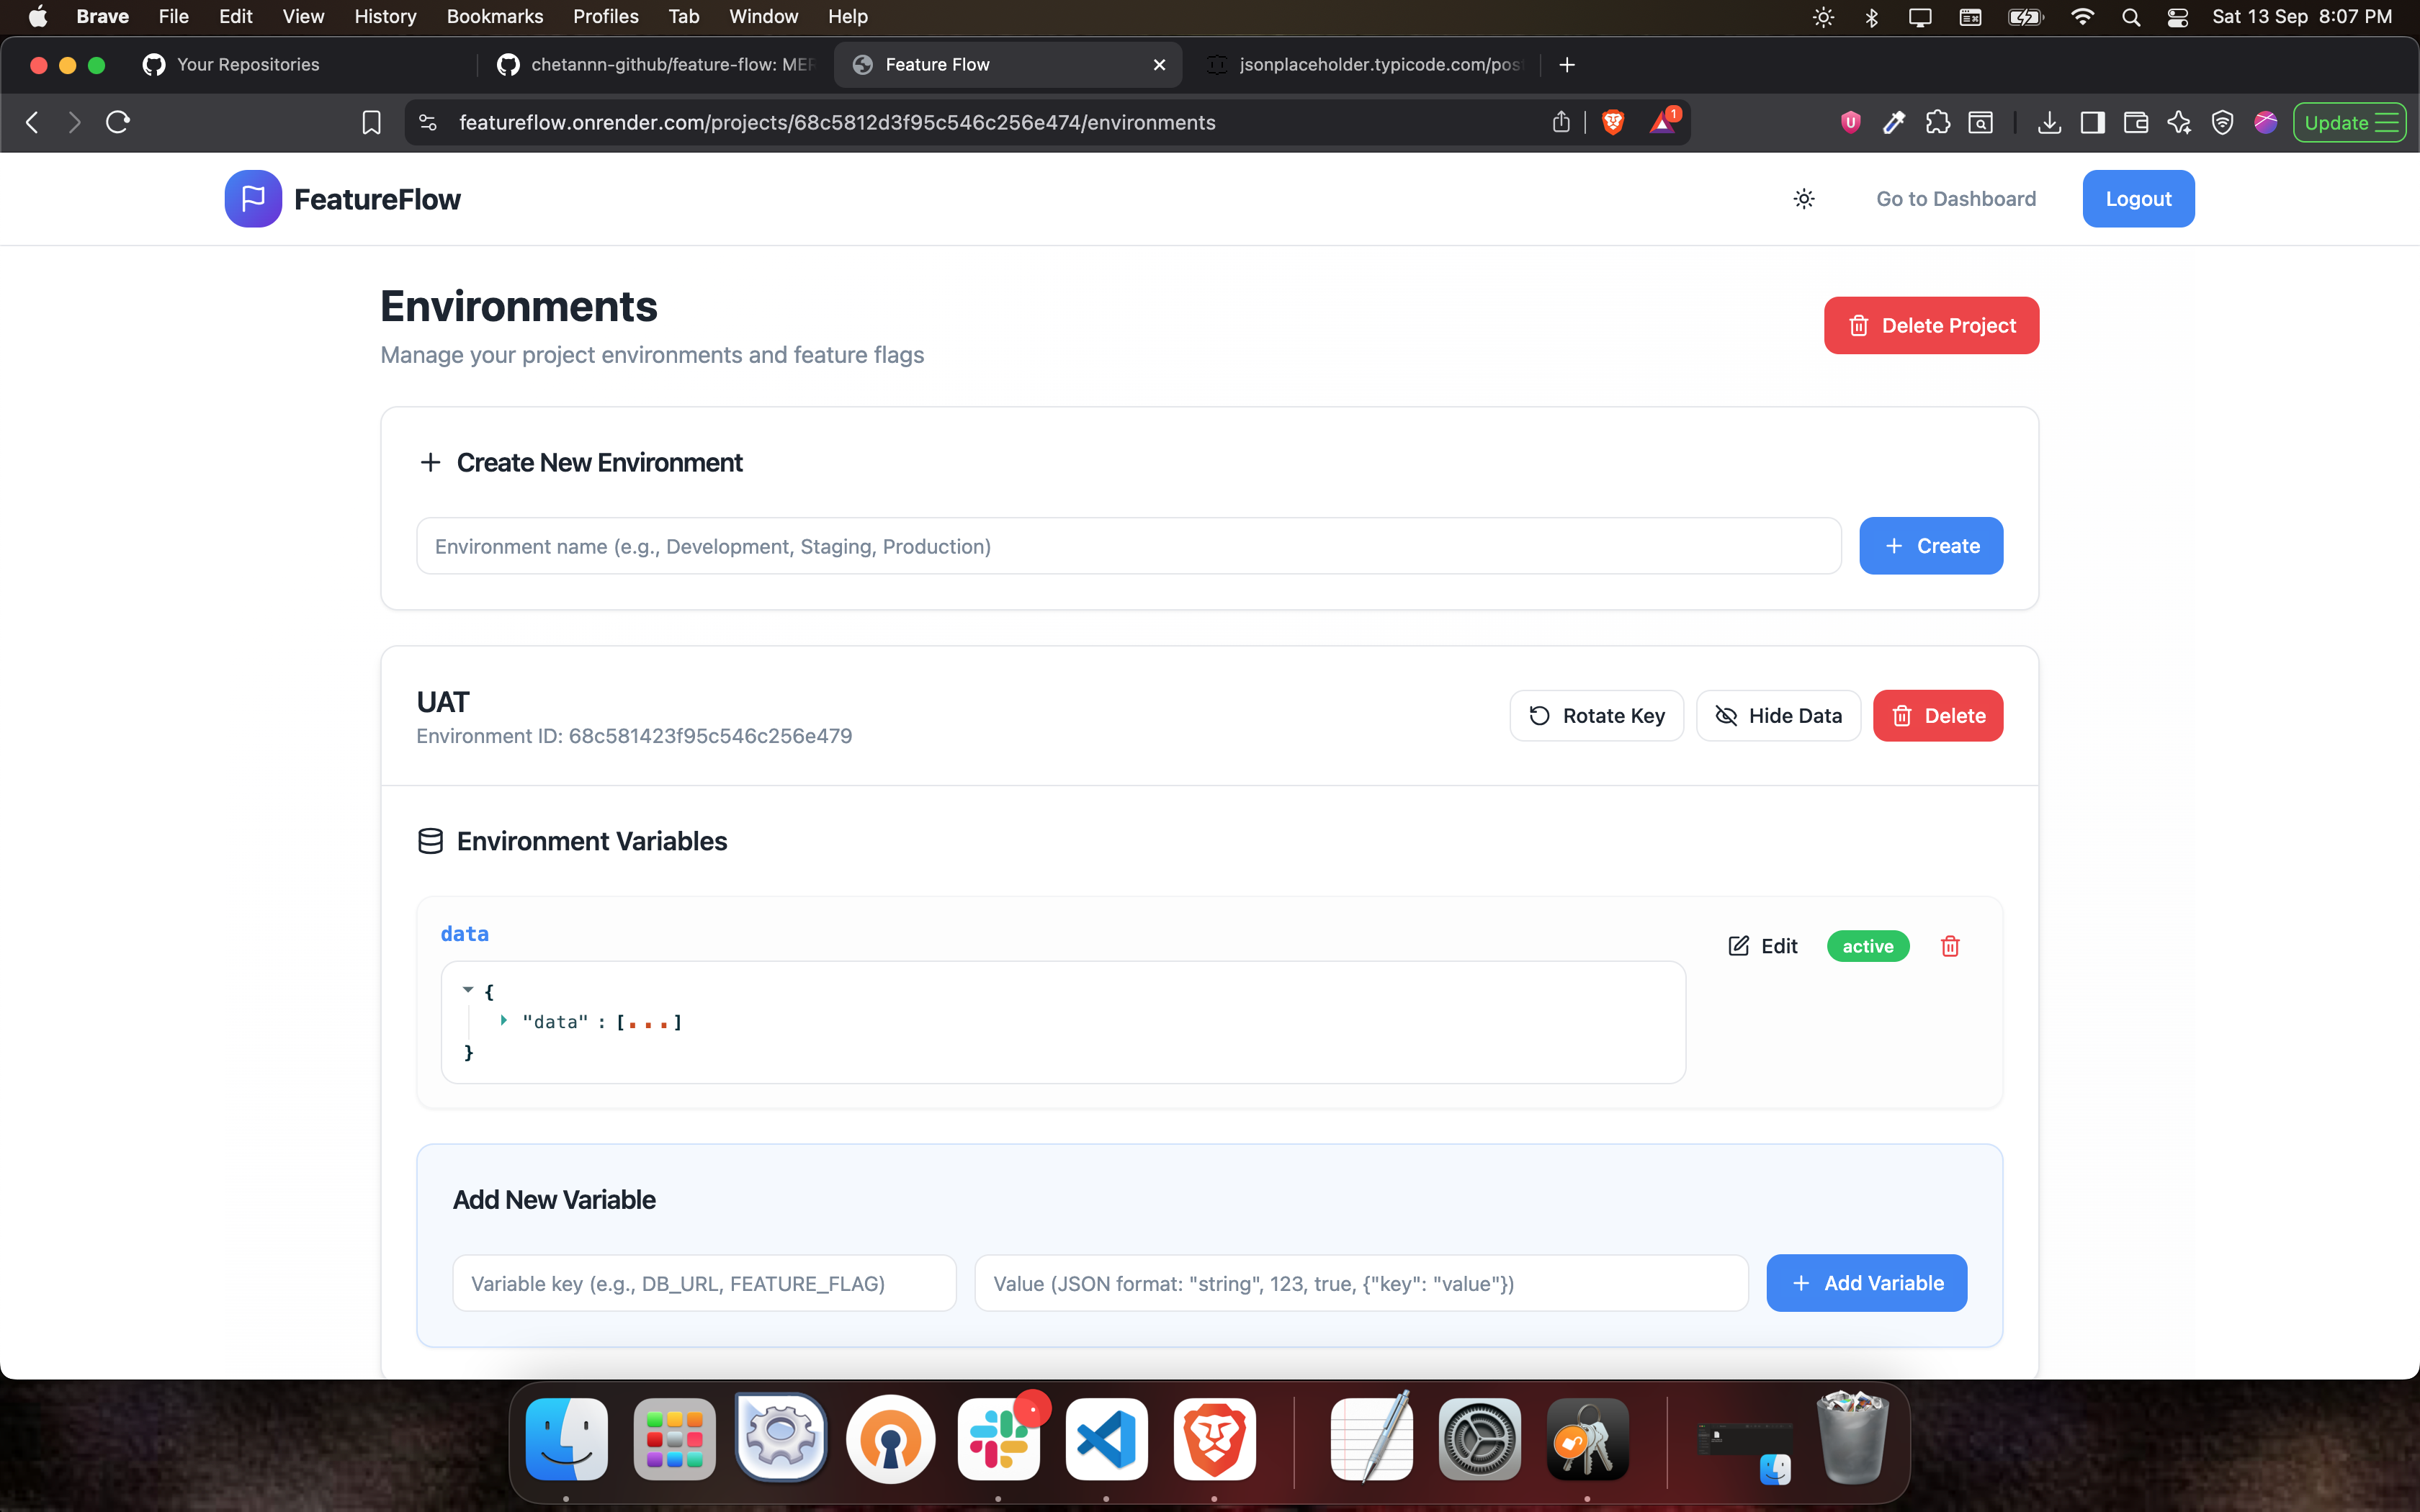 Brave File Edit View History Bookmarks Profiles Tab Window Help Sat 13 Sep 8:07 PM
Your Repositories chetannn-github/feature-flow: MER Feature Flow jsonplaceholder.typicode.com/post
featureflow.onrender.com/projects/68c5812d3f95c546c256e474/environments 1 Update
FeatureFlow Go to Dashboard Logout
Environments
Manage your project environments and feature flags
Delete Project
+ Create New Environment
Environment name (e.g., Development, Staging, Production) + Create
UAT
Environment ID: 68c581423f95c546c256e479
Rotate Key Hide Data Delete
Environment Variables
data
Edit active
{
"data" : [...]
}
Add New Variable
Variable key (e.g., DB_URL, FEATURE_FLAG) Value (JSON format: "string", 123, true, {"key": "value"}) + Add Variable